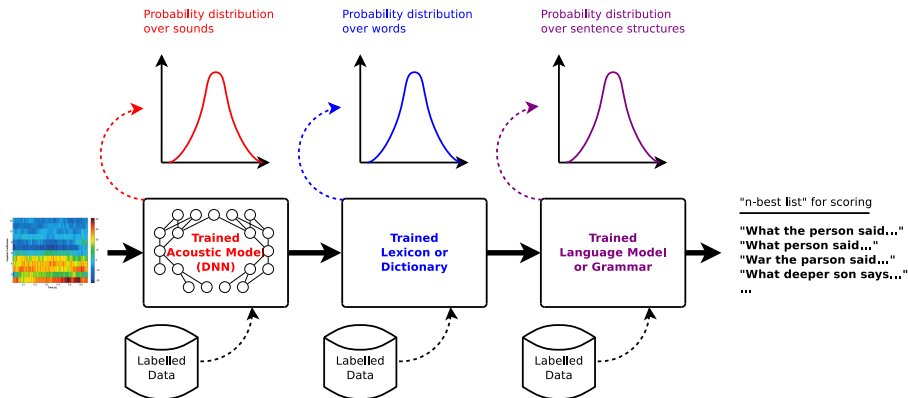 Probability distribution
over sounds
Probability distribution
over words
Probability distribution
over sentence structures
Trained
Acoustic Model
(DNN)
Trained
Lexicon or
Dictionary
Trained
Language Model
or Grammar
"n-best list" for scoring
"What the person said..."
"What person said..."
"War the parson said..."
"What deeper son says..."
...
Labelled
Data
Labelled
Data
Labelled
Data